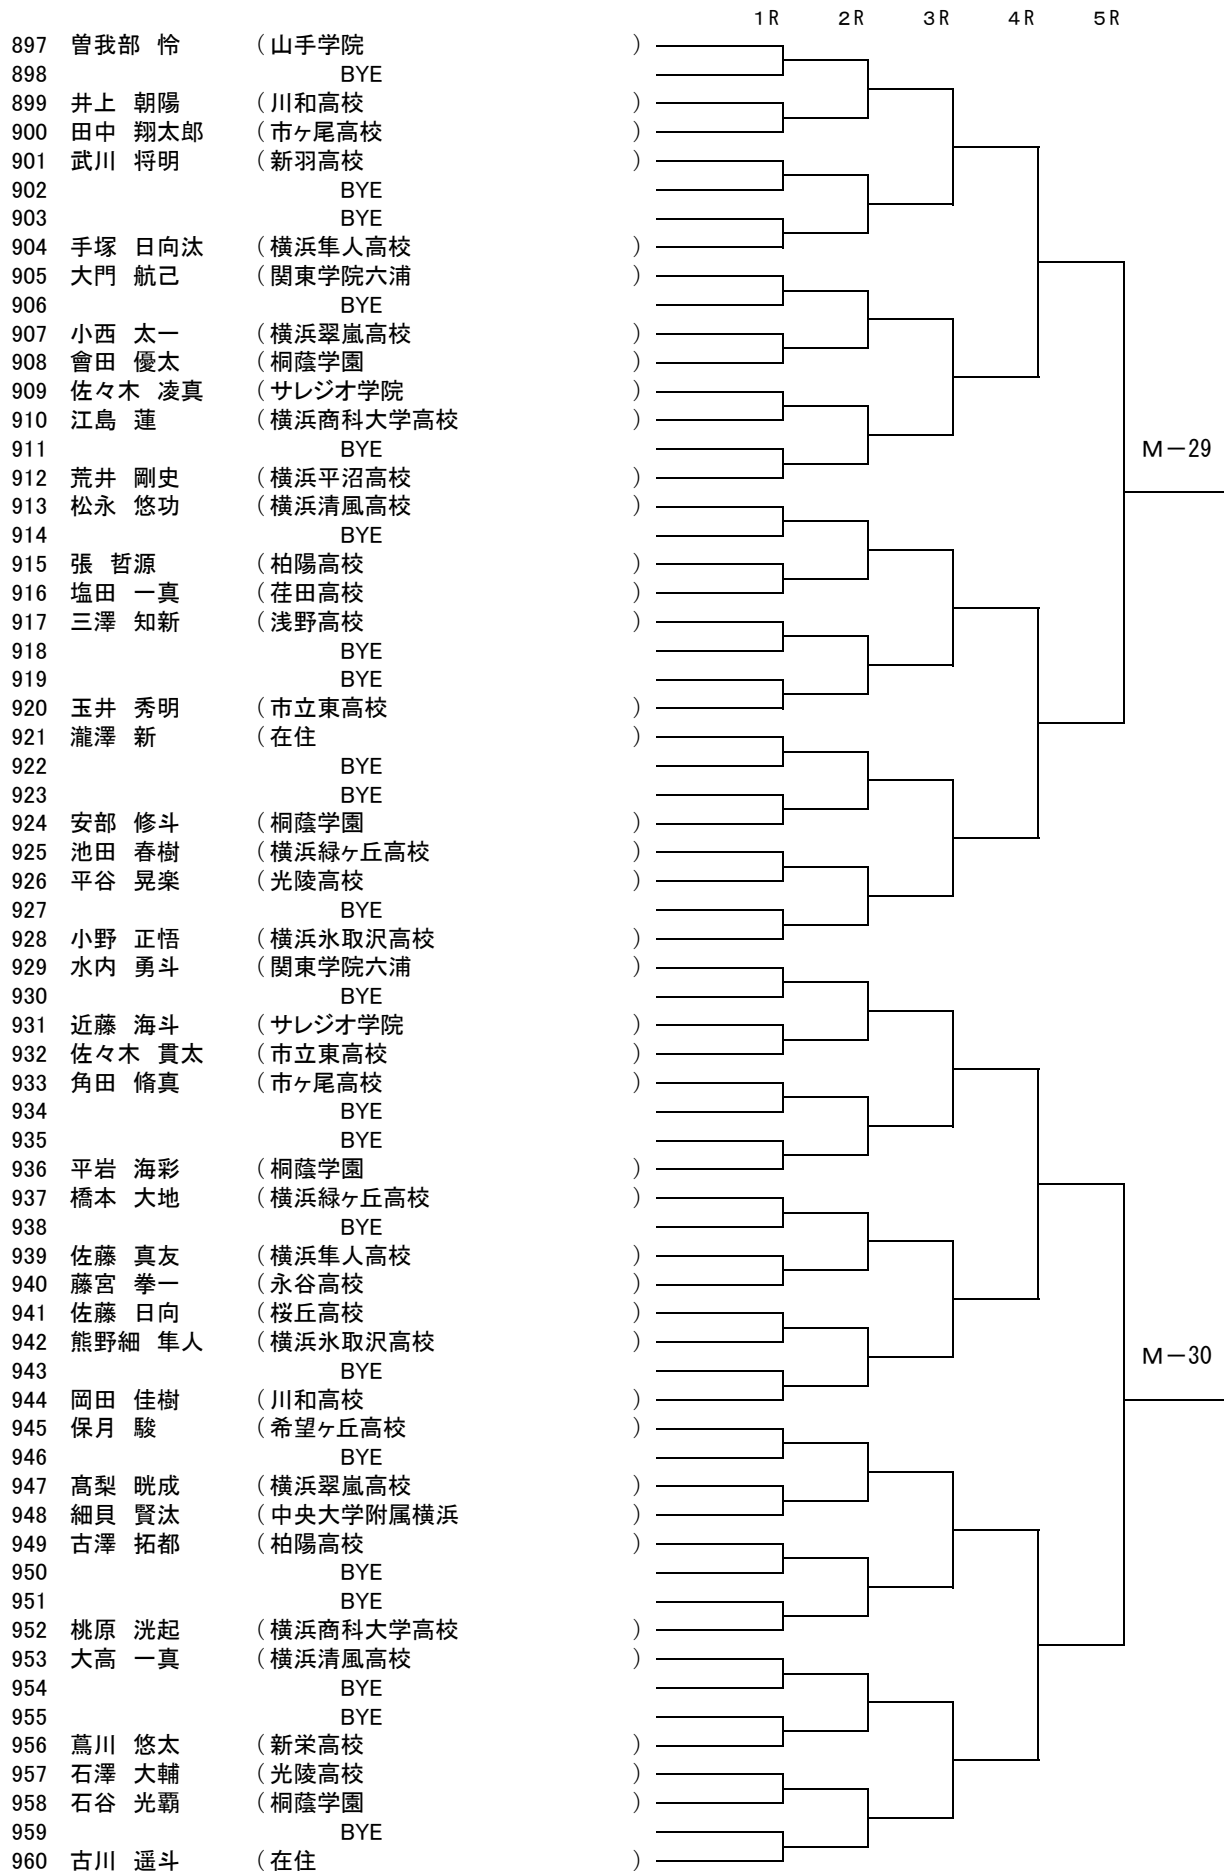 1R 2R 3R 4R 5R
897 曽我部 怜 （山手学院 ）
898 BYE
899 井上 朝陽 （川和高校 ）
900 田中 翔太郎 （市ヶ尾高校 ）
901 武川 将明 （新羽高校 ）
902 BYE
903 BYE
904 手塚 日向汰 （横浜隼人高校 ）
905 大門 航己 （関東学院六浦 ）
906 BYE
907 小西 太一 （横浜翠嵐高校 ）
908 會田 優太 （桐蔭学園 ）
909 佐々木 凌真 （サレジオ学院 ）
910 江島 蓮 （横浜商科大学高校 ）
911 BYE M－29
912 荒井 剛史 （横浜平沼高校 ）
913 松永 悠功 （横浜清風高校 ）
914 BYE
915 張 哲源 （柏陽高校 ）
916 塩田 一真 （荏田高校 ）
917 三澤 知新 （浅野高校 ）
918 BYE
919 BYE
920 玉井 秀明 （市立東高校 ）
921 瀧澤 新 （在住 ）
922 BYE
923 BYE
924 安部 修斗 （桐蔭学園 ）
925 池田 春樹 （横浜緑ヶ丘高校 ）
926 平谷 晃楽 （光陵高校 ）
927 BYE
928 小野 正悟 （横浜氷取沢高校 ）
929 水内 勇斗 （関東学院六浦 ）
930 BYE
931 近藤 海斗 （サレジオ学院 ）
932 佐々木 貫太 （市立東高校 ）
933 角田 脩真 （市ヶ尾高校 ）
934 BYE
935 BYE
936 平岩 海彩 （桐蔭学園 ）
937 橋本 大地 （横浜緑ヶ丘高校 ）
938 BYE
939 佐藤 真友 （横浜隼人高校 ）
940 藤宮 拳一 （永谷高校 ）
941 佐藤 日向 （桜丘高校 ）
942 熊野細 隼人 （横浜氷取沢高校 ）
943 BYE M－30
944 岡田 佳樹 （川和高校 ）
945 保月 駿 （希望ヶ丘高校 ）
946 BYE
947 髙梨 晄成 （横浜翠嵐高校 ）
948 細貝 賢汰 （中央大学附属横浜 ）
949 古澤 拓都 （柏陽高校 ）
950 BYE
951 BYE
952 桃原 洸起 （横浜商科大学高校 ）
953 大高 一真 （横浜清風高校 ）
954 BYE
955 BYE
956 蔦川 悠太 （新栄高校 ）
957 石澤 大輔 （光陵高校 ）
958 石谷 光覇 （桐蔭学園 ）
959 BYE
960 古川 遥斗 （在住 ）